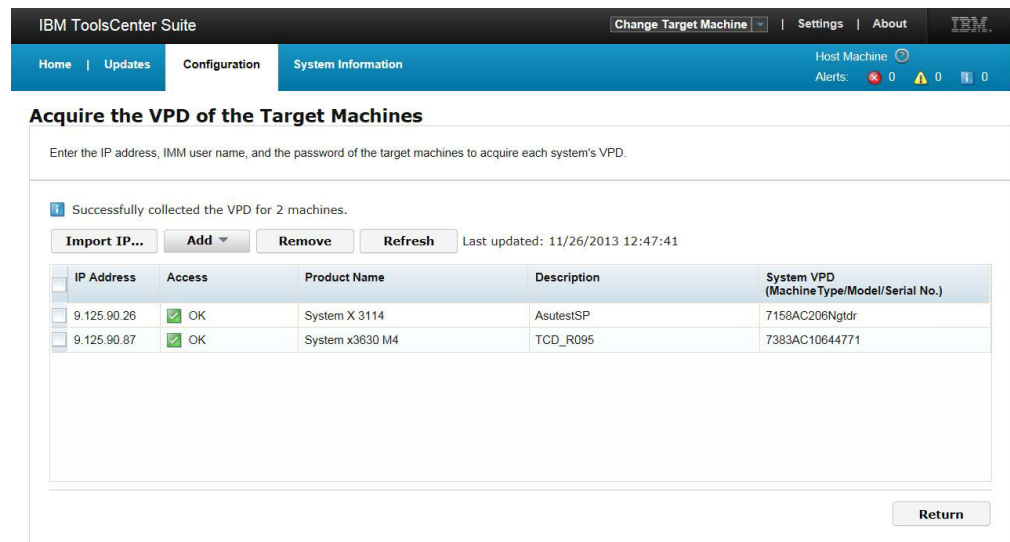 IBM ToolsCenter Suite
Change Target Machine | Settings | About IBM.
Home | Updates Configuration System Information
Host Machine ?
Alerts: 0 0 0
Acquire the VPD of the Target Machines
Enter the IP address, IMM user name, and the password of the target machines to acquire each system's VPD.
Successfully collected the VPD for 2 machines.
Import IP... Add Remove Refresh Last updated: 11/26/2013 12:47:41
IP Address Access Product Name Description System VPD
(MachineType/Model/Serial No.)
9.125.90.26 OK System X 3114 AsutestSP 7158AC206Ngtdr
9.125.90.87 OK System x3630 M4 TCD_R095 7383AC10644771
Return